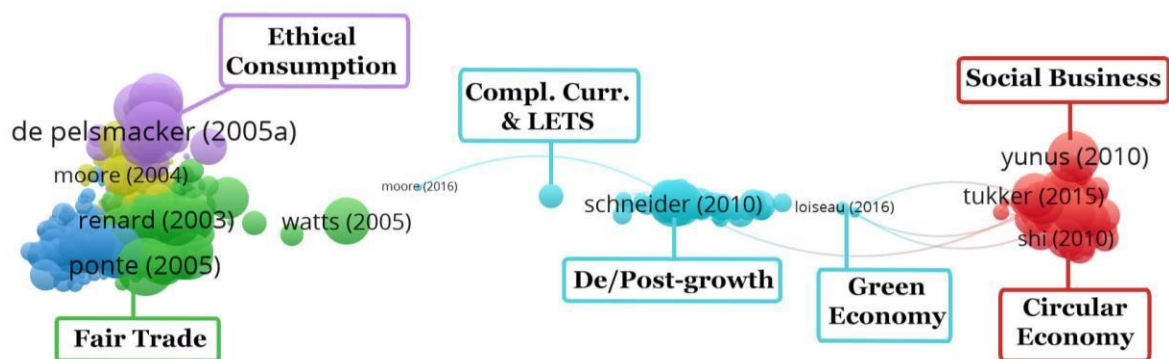 Ethical
Consumption
de pelsmacker (2005a)
moore (2004)
renard (2003)
watts (2005)
ponte (2005)
Fair Trade
moore (2016)
Compl. Curr.
& LETS
schneider (2010)
De/Post-growth
loiseau (2016)
Green
Economy
Social Business
yunus (2010)
tukker (2015)
shi (2010)
Circular
Economy